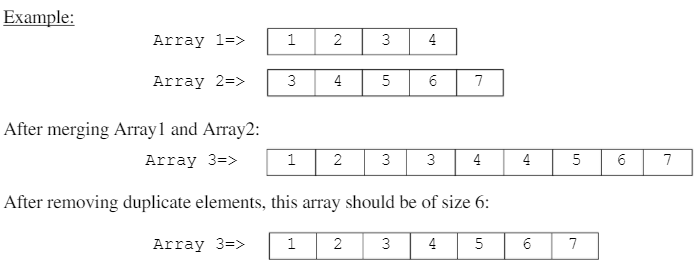 Example:
Array 1=> 1 2 3 4
Array 2=> 3 4 5 6 7
After merging Array1 and Array2:
Array 3=> 1 2 3 3 4 4 5 6 7
After removing duplicate elements, this array should be of size 6:
Array 3=> 1 2 3 4 5 6 7